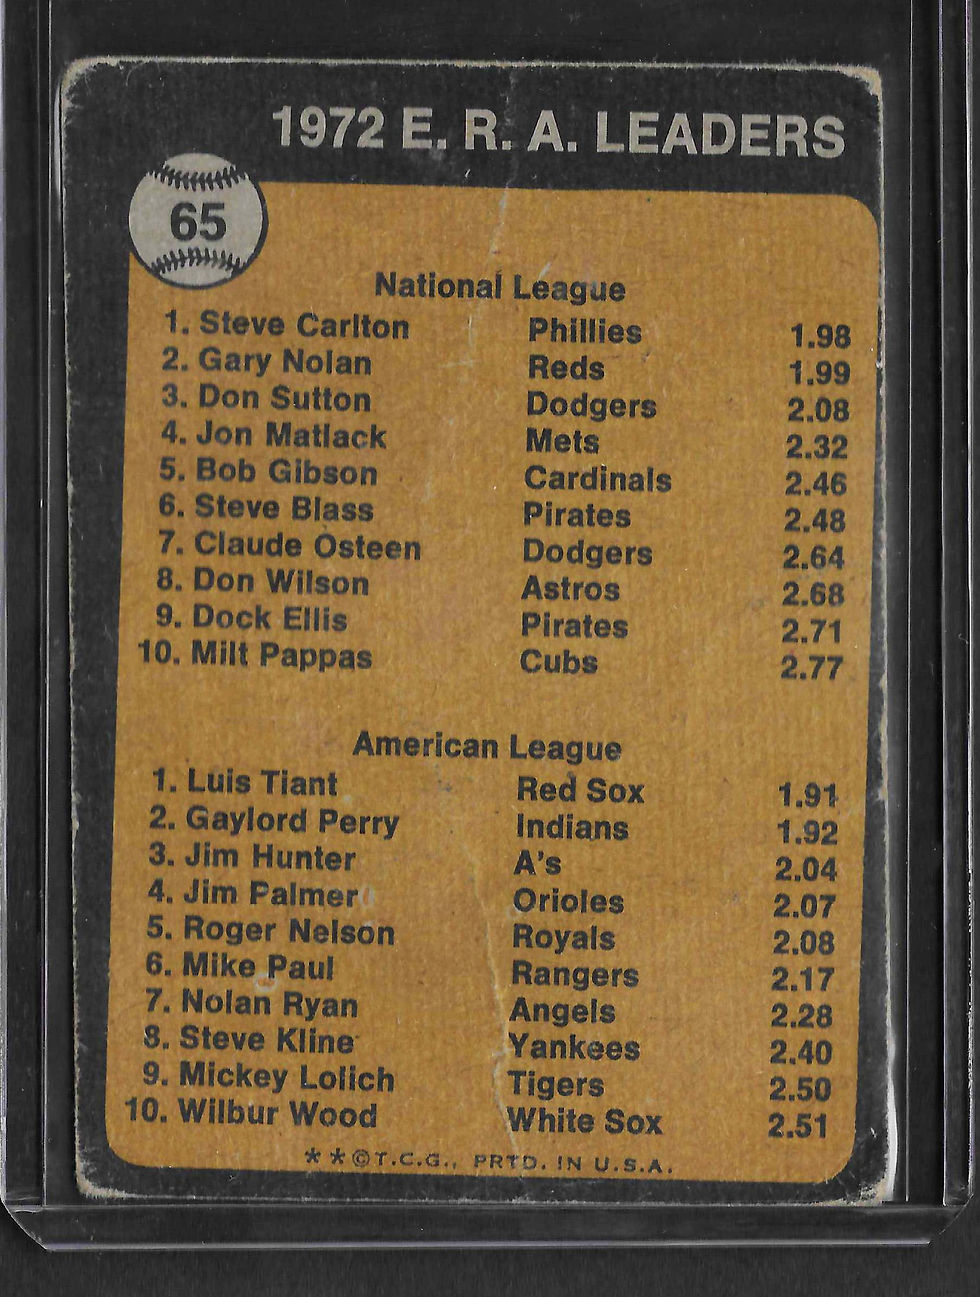 1972 E. R. A. LEADERS
65
National League
1. Steve Carlton Phillies 1.98
2. Gary Nolan Reds 1.99
3. Don Sutton Dodgers 2.08
4. Jon Matlack Mets 2.32
5. Bob Gibson Cardinals 2.46
6. Steve Blass Pirates 2.48
7. Claude Osteen Dodgers 2.64
8. Don Wilson Astros 2.68
9. Dock Ellis Pirates 2.71
10. Milt Pappas Cubs 2.77
American League
1. Luis Tiant Red Sox 1.91
2. Gaylord Perry Indians 1.92
3. Jim Hunter A's 2.04
4. Jim Palmer Orioles 2.07
5. Roger Nelson Royals 2.08
6. Mike Paul Rangers 2.17
7. Nolan Ryan Angels 2.28
8. Steve Kline Yankees 2.40
9. Mickey Lolich Tigers 2.50
10. Wilbur Wood White Sox 2.51
**©T.C.G., PRTD. IN U.S.A.